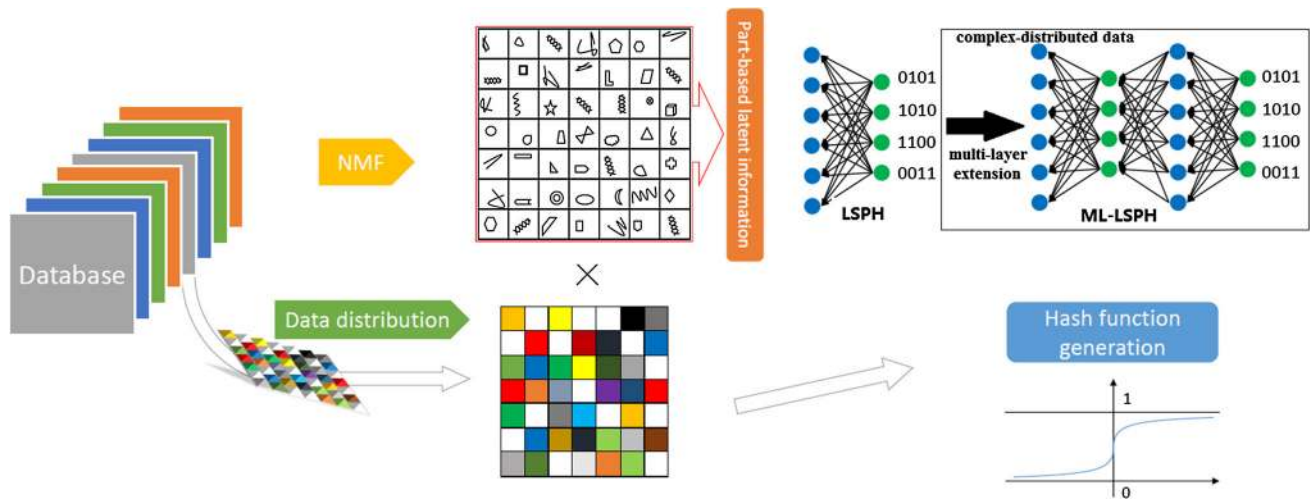 Database
NMF
Data distribution
Part-based latent information
0101
1010
1100
0011
LSPH
multi-layer
extension
complex-distributed data
0101
1010
1100
0011
ML-LSPH
Hash function
generation
1
0